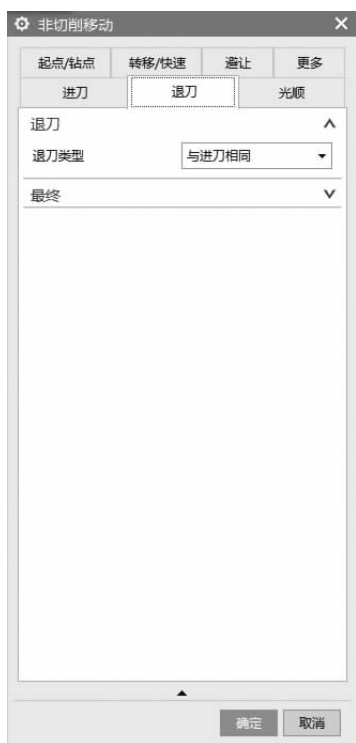 非切削移动
起点/钻点 转移/快速 避让 更多
进刀 退刀 光顺
退刀
退刀类型 与进刀相同
最终
确定 取消